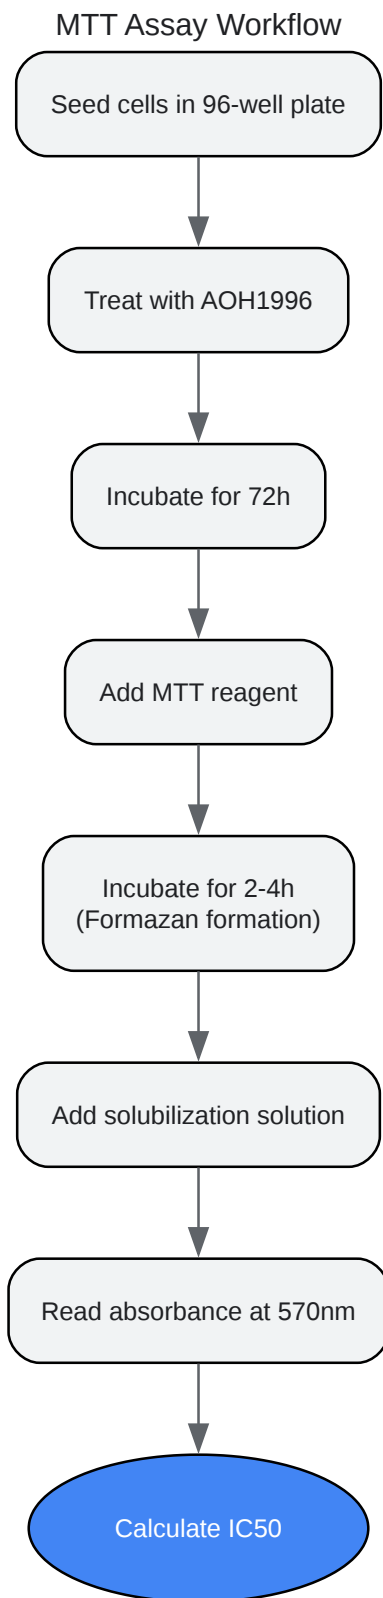 MTT Assay Workflow
Seed cells in 96-well plate
Treat with AOH1996
Incubate for 72h
Add MTT reagent
Incubate for 2-4h
(Formazan formation)
Add solubilization solution
Read absorbance at 570nm
Calculate IC50